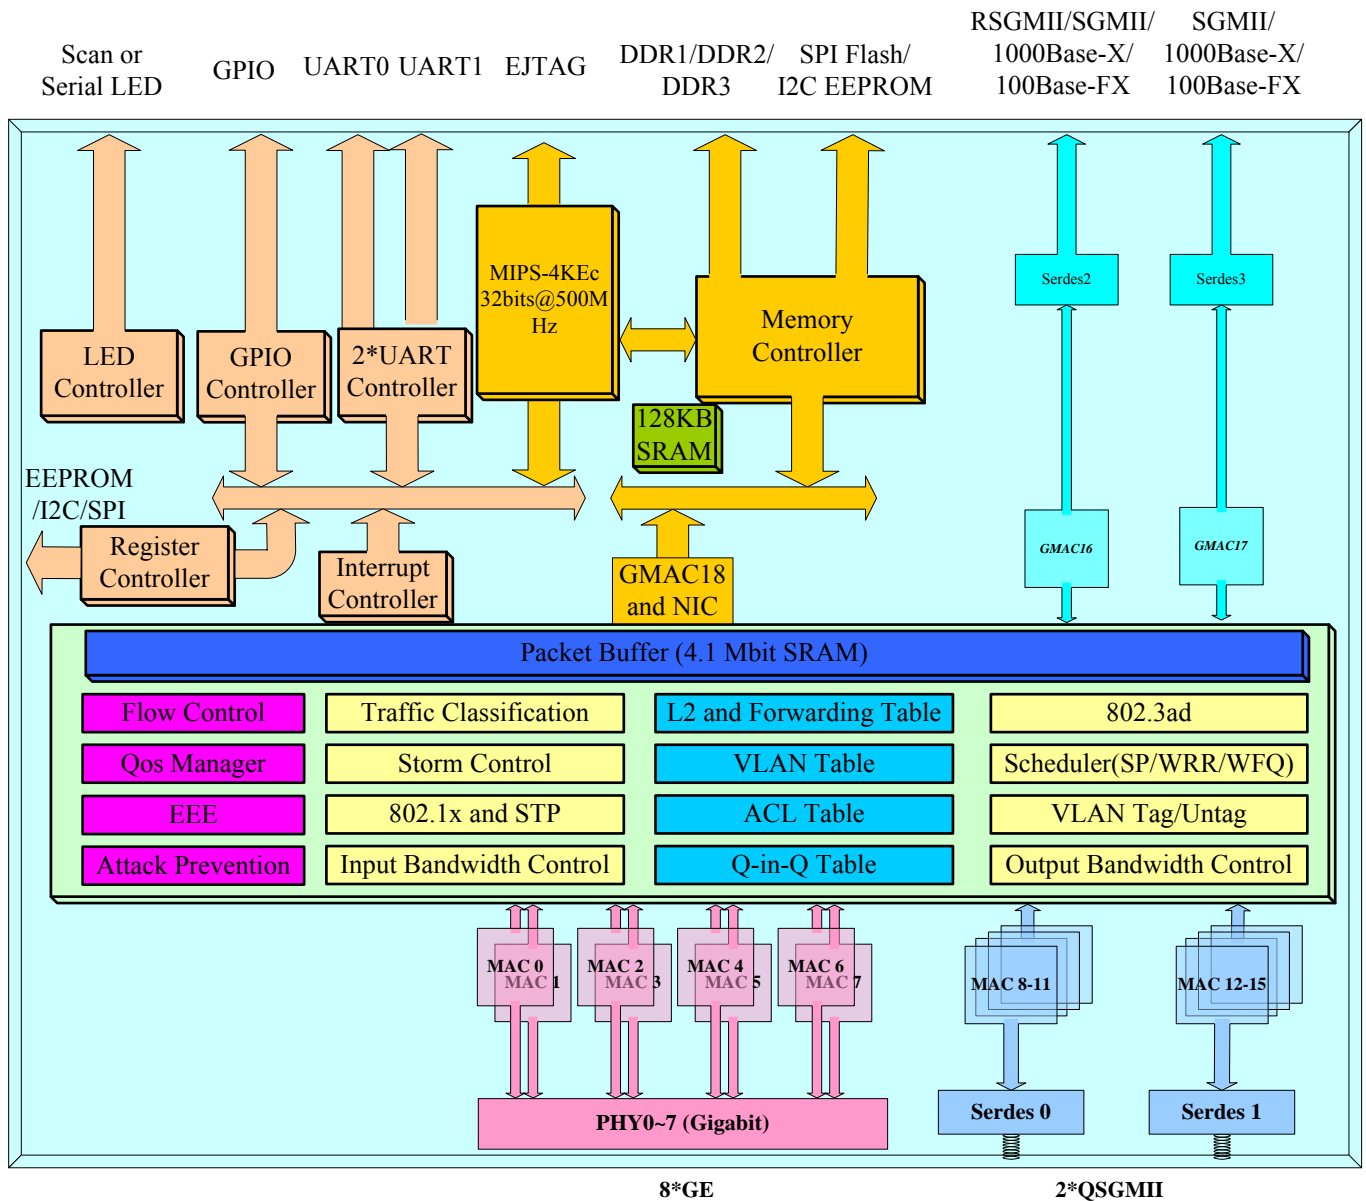 Scan or
Serial LED
GPIO
UART0
UART1
EJTAG
DDR1/DDR2/
DDR3
SPI Flash/
I2C EEPROM
RSGMII/SGMII/
1000Base-X/
100Base-FX
SGMII/
1000Base-X/
100Base-FX
MIPS-4KEc
32bits@500M
Hz
Serdes2
Serdes3
LED
Controller
GPIO
Controller
2*UART
Controller
Memory
Controller
128KB
SRAM
EEPROM
/I2C/SPI
Register
Controller
Interrupt
Controller
GMAC18
and NIC
GMAC16
GMAC17
Packet Buffer (4.1 Mbit SRAM)
Flow Control
Traffic Classification
L2 and Forwarding Table
802.3ad
Qos Manager
Storm Control
VLAN Table
Scheduler(SP/WRR/WFQ)
EEE
802.1x and STP
ACL Table
VLAN Tag/Untag
Attack Prevention
Input Bandwidth Control
Q-in-Q Table
Output Bandwidth Control
MAC 0
MAC 1
MAC 2
MAC 3
MAC 4
MAC 5
MAC 6
MAC 7
MAC 8-11
MAC 12-15
PHY0~7 (Gigabit)
Serdes 0
Serdes 1
8*GE
2*QSGMII